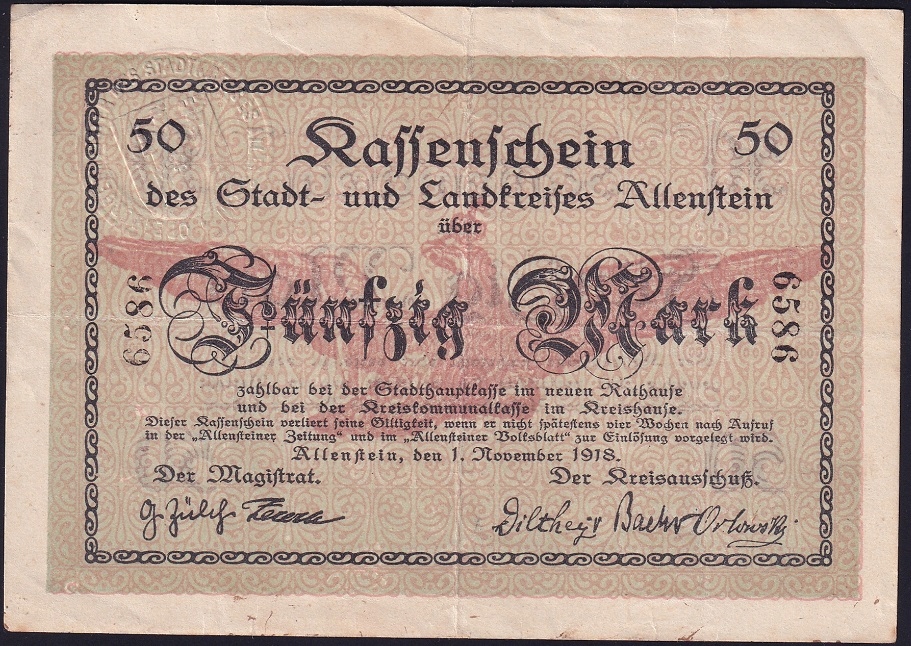 50 Kassenschein 50
des Stadt- und Landkreises Allenstein
über
Fünfzig Mark
6586
6586
zahlbar bei der Stadthauptkasse im neuen Rathause
und bei der Kreiskommunalkasse im Kreishause.
Dieser Kassenschein verliert seine Gültigkeit, wenn er nicht spätestens vier Wochen nach Aufruf
in der „Allensteiner Zeitung“ und im „Allensteiner Volksblatt“ zur Einlösung vorgelegt wird.
Allenstein, den 1. November 1918.
Der Magistrat. Der Kreisausschuß.
G. Zülch Diltheyr Orlowski